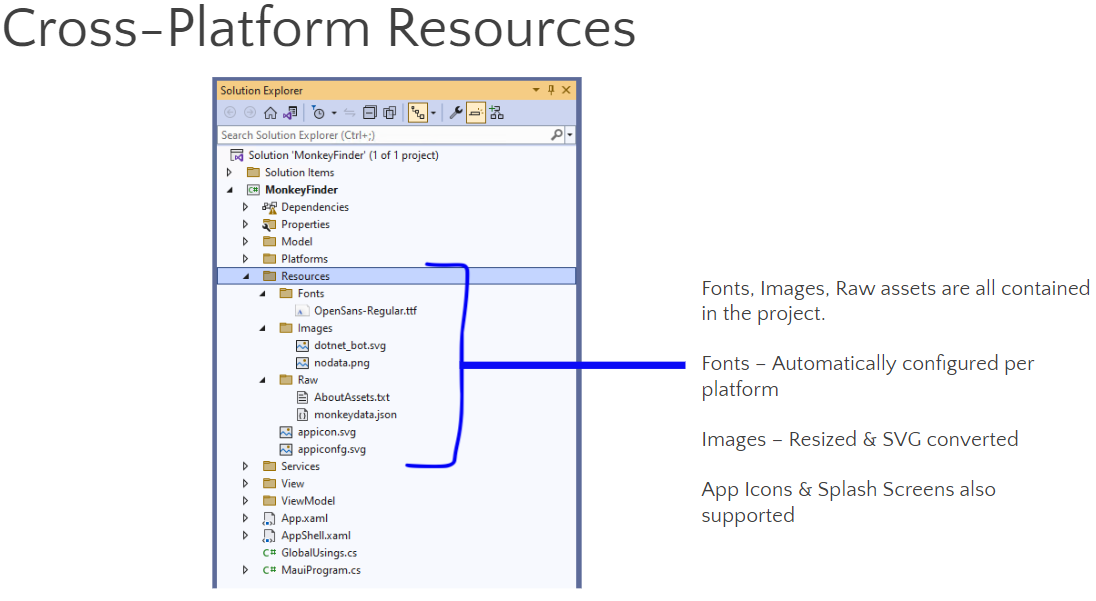 Cross-Platform Resources
Solution Explorer
Search Solution Explorer (Ctrl+;)
Solution 'MonkeyFinder' (1 of 1 project)
Solution Items
C# MonkeyFinder
Dependencies
Properties
Model
Platforms
Resources
Fonts
A OpenSans-Regular.ttf
Images
dotnet_bot.svg
nodata.png
Raw
AboutAssets.txt
monkeydata.json
appicon.svg
appiconfg.svg
Services
View
ViewModel
App.xaml
AppShell.xaml
C# GlobalUsings.cs
C# MauiProgram.cs
Fonts, Images, Raw assets are all contained
in the project.
Fonts – Automatically configured per
platform
Images – Resized & SVG converted
App Icons & Splash Screens also
supported